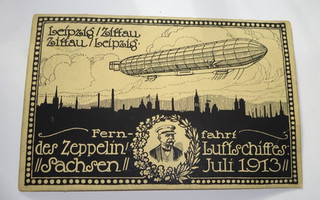 Leipzig/Zittau
Zittau/Leipzig
Fern- fahrt
des Zeppelin/ Luftschiffes
//Sachsen// Juli 1913//